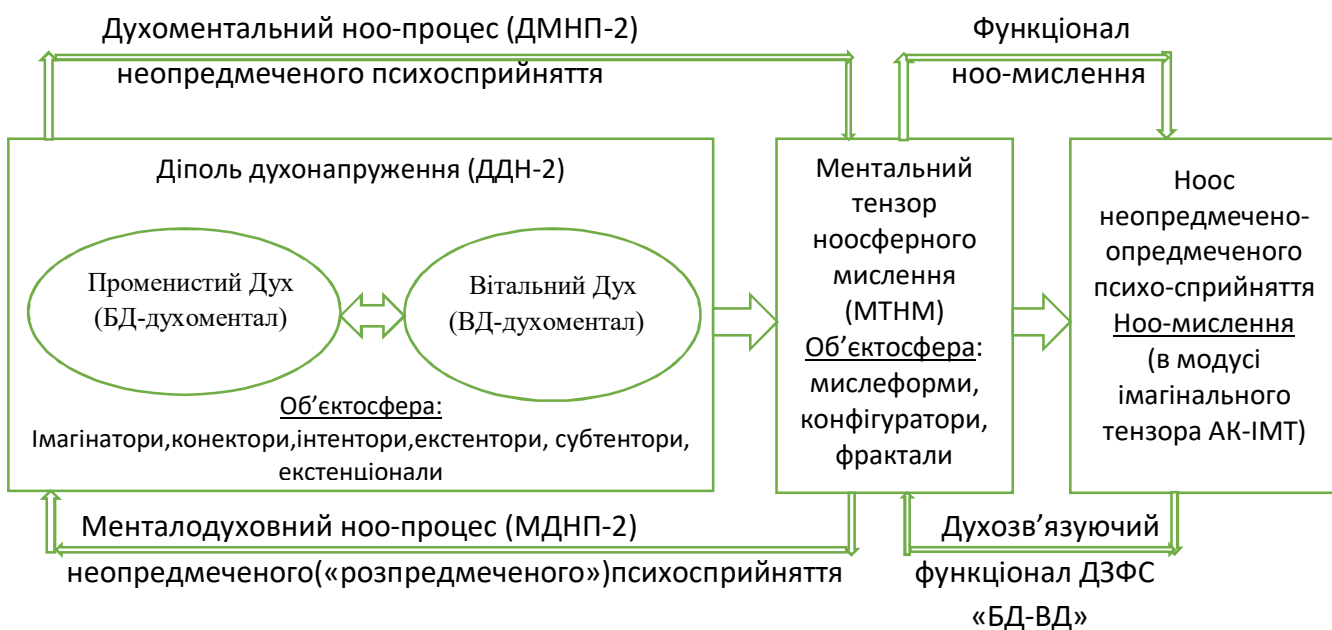 Духоментальний ноо-процес (ДМНП-2)
неопредмеченого психосприйняття
Функціонал
ноо-мислення
Діполь духонапруження (ДДН-2)
Променистий Дух
(БД-духоментал)
Вітальний Дух
(ВД-духоментал)
Об’єктосфера:
Імагінатори,конектори,інтентори,екстентори, субтентори,
екстенціонали
Ментальний
тензор
ноосферного
мислення
(МТНМ)
Об’єктосфера:
мислеформи,
конфігуратори,
фрактали
Ноос
неопредмечено-
опредмеченого
психо-сприйняття
Ноо-мислення
(в модусі
імагінального
тензора АК-ІМТ)
Менталодуховний ноо-процес (МДНП-2)
неопредмеченого(«розпредмеченого»)психосприйняття
Духозв’язуючий
функціонал ДЗФС
«БД-ВД»